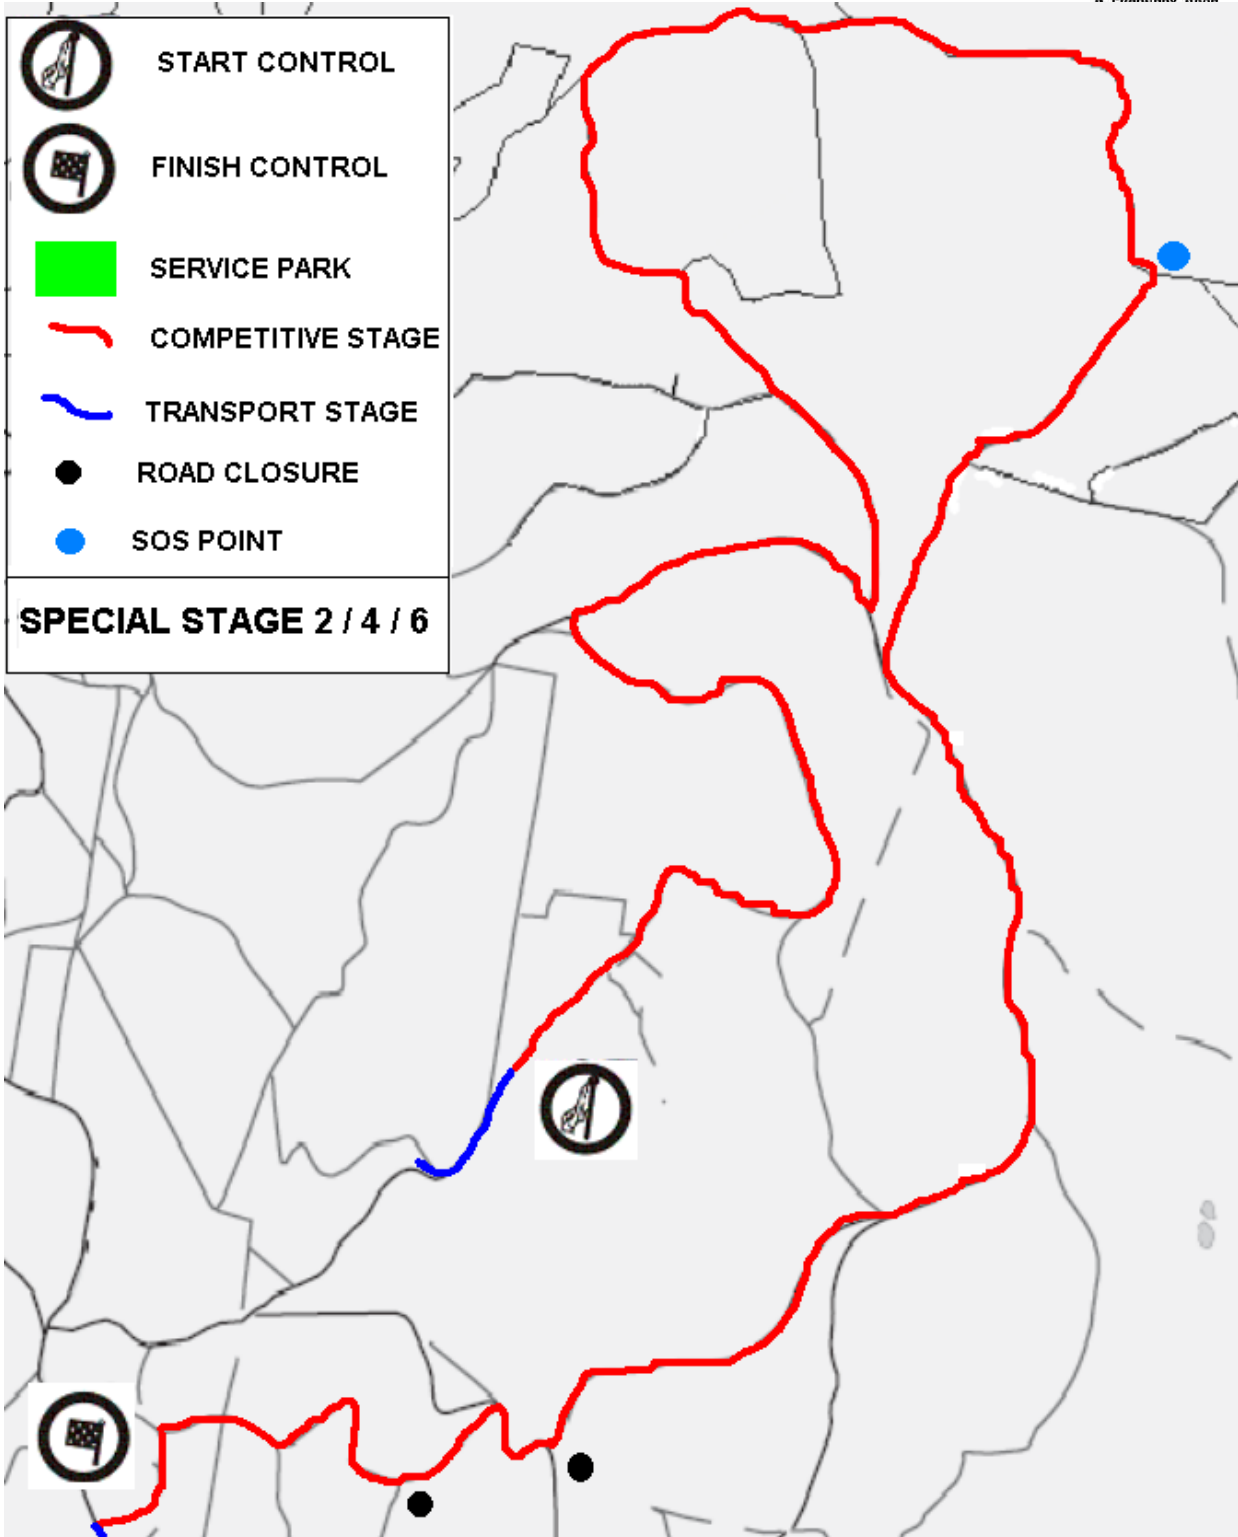 START CONTROL
FINISH CONTROL
SERVICE PARK
COMPETITIVE STAGE
TRANSPORT STAGE
ROAD CLOSURE
SOS POINT
SPECIAL STAGE 2 / 4 / 6